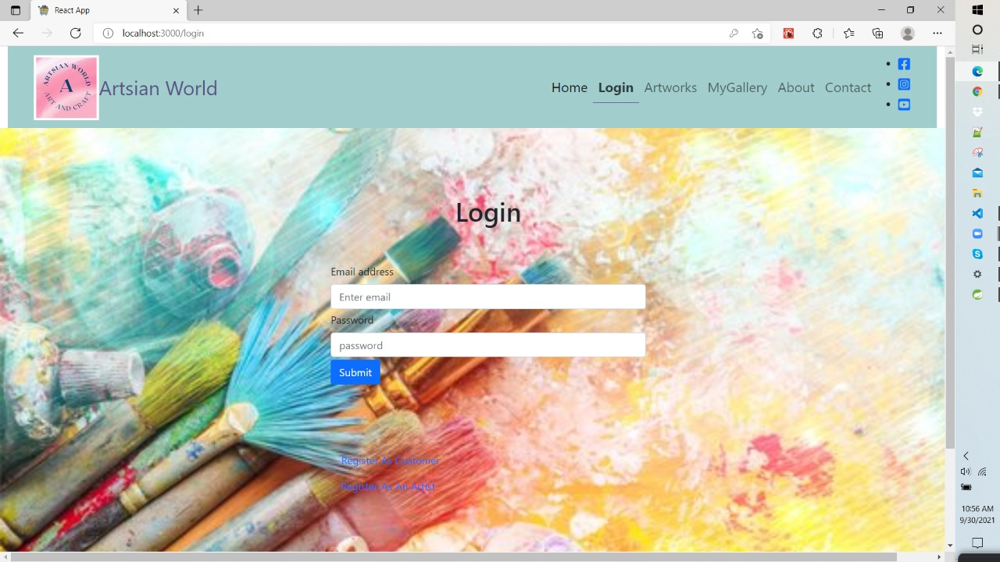 React App
localhost:3000/login
ARTSIAN WORLD
A
ART AND CRAFT
Artsian World
Home Login Artworks MyGallery About Contact
Login
Email address
Enter email
Password
password
Submit
Register As Customer
Register As An Artist
10:56 AM
9/30/2021